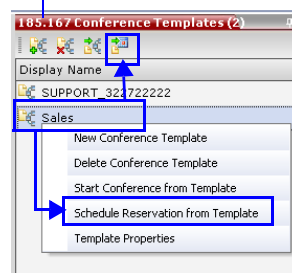 185.167 Conference Templates (2)
Display Name
SUPPORT_322722222
Sales
New Conference Template
Delete Conference Template
Start Conference from Template
Schedule Reservation from Template
Template Properties